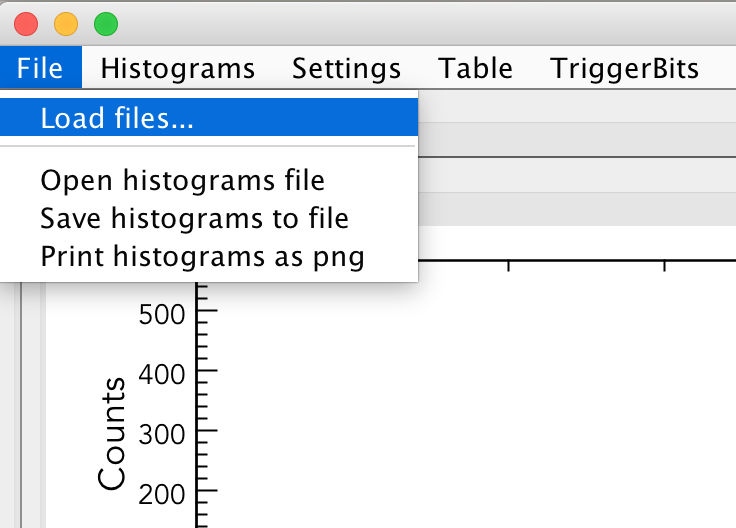 File Histograms Settings Table TriggerBits
Load files...
Open histograms file
Save histograms to file
Print histograms as png
500
400
300
200
Counts